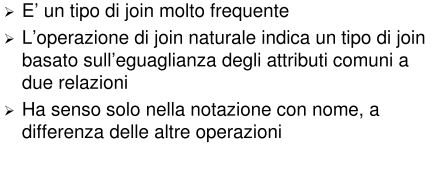 ➢ E' un tipo di join molto frequente
➢ L'operazione di join naturale indica un tipo di join
basato sull'eguaglianza degli attributi comuni a
due relazioni
➢ Ha senso solo nella notazione con nome, a
differenza delle altre operazioni